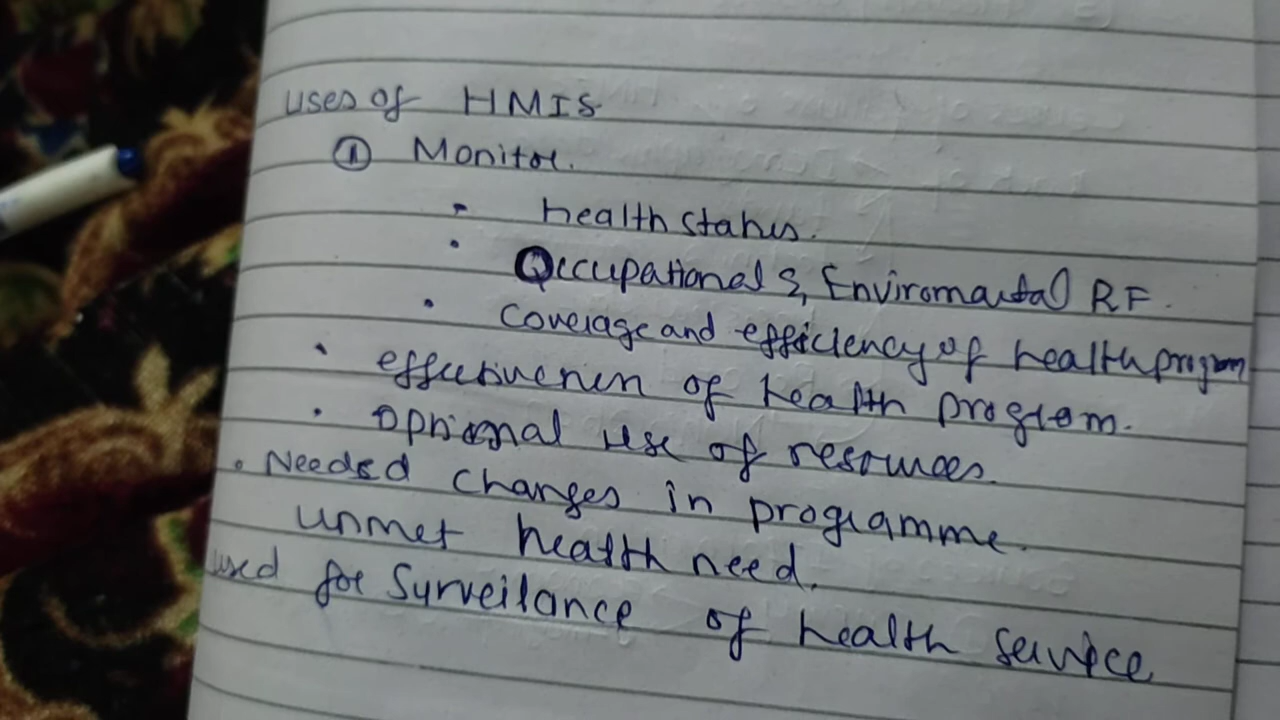 Uses of HMIS
① Monitor.
• health status.
• Occupational & Enviromantal RF.
• Coverage and efficiency of health program
• effectiveness of health program.
• optional use of resources.
• Needed changes in programme.
unmet health need.
used for Surveilance of health service